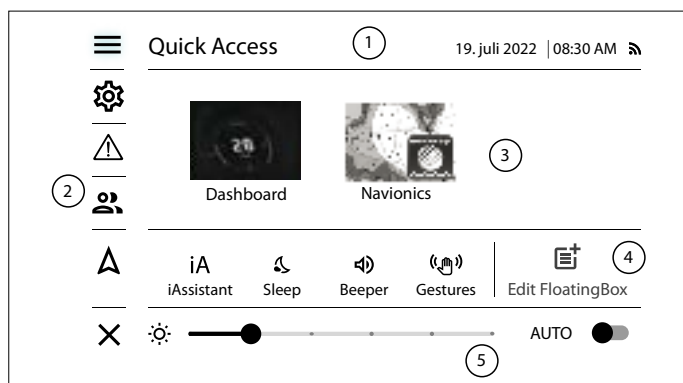 Quick Access
1
19. juli 2022 | 08:30 AM
2
3
Dashboard
Navionics
iA
iAssistant
Sleep
Beeper
Gestures
Edit FloatingBox
4
AUTO
5